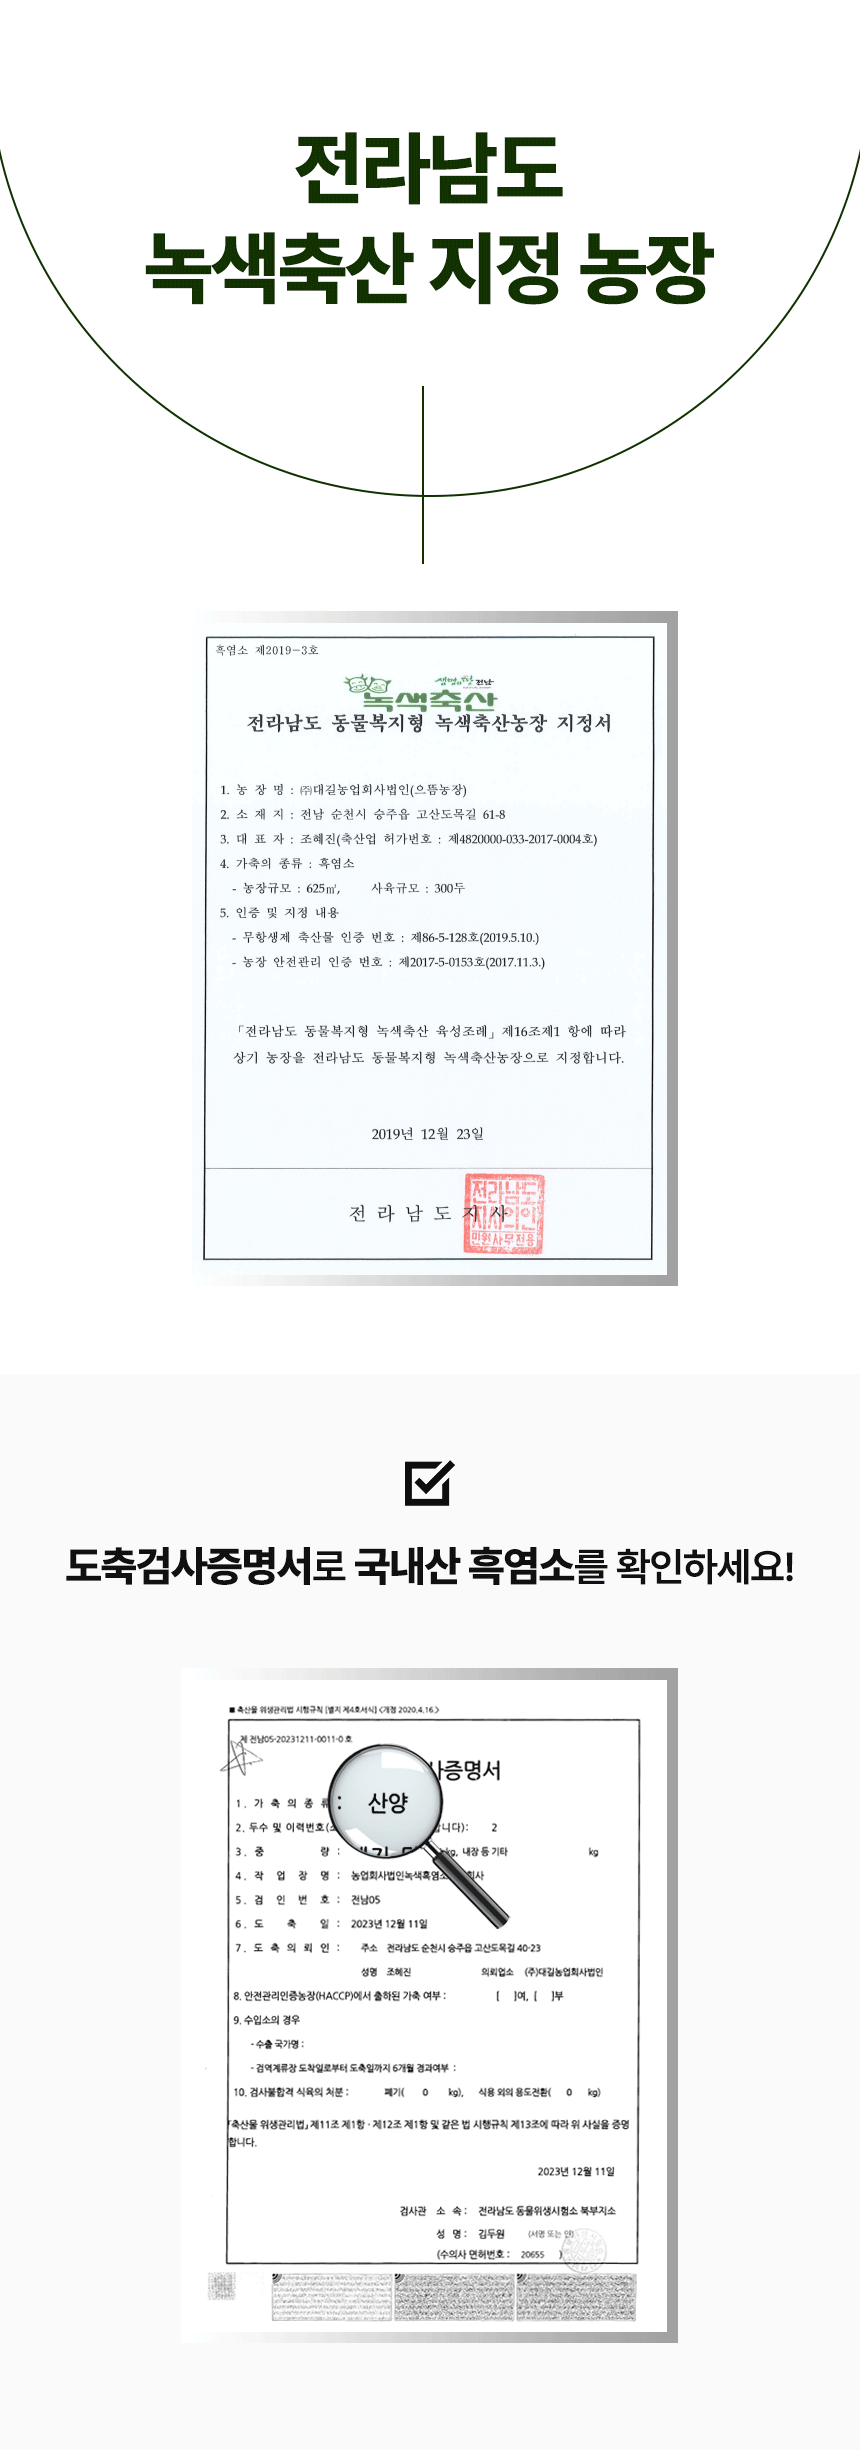 전라남도
녹색축산 지정 농장
흑염소 제2019-3호
생명의 땅 전남
녹색축산
전라남도 동물복지형 녹색축산농장 지정서
1. 농 장 명 : ㈜대길농업회사법인(으뜸농장)
2. 소 재 지 : 전남 순천시 승주읍 고산도목길 61-8
3. 대 표 자 : 조혜진(축산업 허가번호 : 제4820000-033-2017-0004호)
4. 가축의 종류 : 흑염소
- 농장규모 : 625㎡, 사육규모 : 300두
5. 인증 및 지정 내용
- 무항생제 축산물 인증 번호 : 제86-5-128호(2019.5.10.)
- 농장 안전관리 인증 번호 : 제2017-5-0153호(2017.11.3.)
「전라남도 동물복지형 녹색축산 육성조례」제16조제1 항에 따라
상기 농장을 전라남도 동물복지형 녹색축산농장으로 지정합니다.
2019년 12월 23일
전 라 남 도 지 사
전라남도
지사의인
민원사무전용
도축검사증명서로 국내산 흑염소를 확인하세요!
■ 축산물 위생관리법 시행규칙 [별지 제4호서식] <개정 2020.4.16.>
제 전남05-20231211-0011-0 호
사증명서
1. 가 축 의 종 류 : 산양
2. 두수 및 이력번호( 니다): 2
3. 중 량 : kg, 내장 등 기타 kg
4. 작 업 장 명 : 농업회사법인녹색흑염소 회사
5. 검 인 번 호 : 전남05
6. 도 축 일 : 2023년 12월 11일
7. 도 축 의 뢰 인 : 주소 전라남도 순천시 승주읍 고산도목길 40-23
성명 조혜진 의뢰업소 (주)대길농업회사법인
8. 안전관리인증농장(HACCP)에서 출하된 가축 여부 : [ ]여, [ ]부
9. 수입소의 경우
- 수출 국가명 :
- 검역계류장 도착일로부터 도축일까지 6개월 경과여부 :
10. 검사불합격 식육의 처분 : 폐기( 0 kg), 식용 외의 용도전환( 0 kg)
「축산물 위생관리법」 제11조 제1항 · 제12조 제1항 및 같은 법 시행규칙 제13조에 따라 위 사실을 증명
합니다.
2023년 12월 11일
검사관 소 속 : 전라남도 동물위생시험소 북부지소
성 명 : 김두원 (서명 또는 인)
(수의사 면허번호 : 20655 )